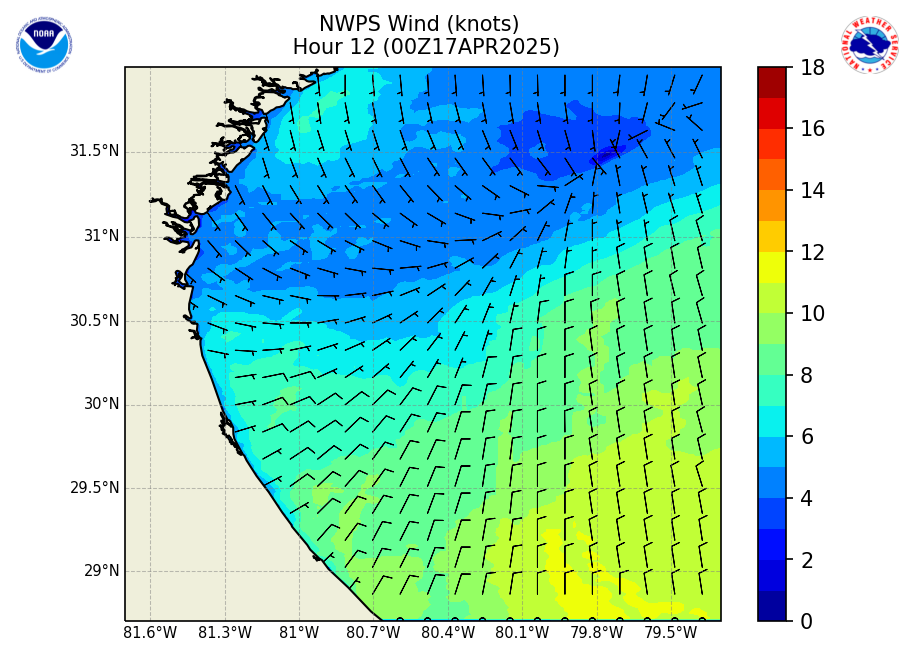 NWPS Wind (knots)
Hour 12 (00Z17APR2025)
NOAA
NATIONAL WEATHER SERVICE
18
16
14
12
10
8
6
4
2
0
31.5°N
31°N
30.5°N
30°N
29.5°N
29°N
81.6°W 81.3°W 81°W 80.7°W 80.4°W 80.1°W 79.8°W 79.5°W